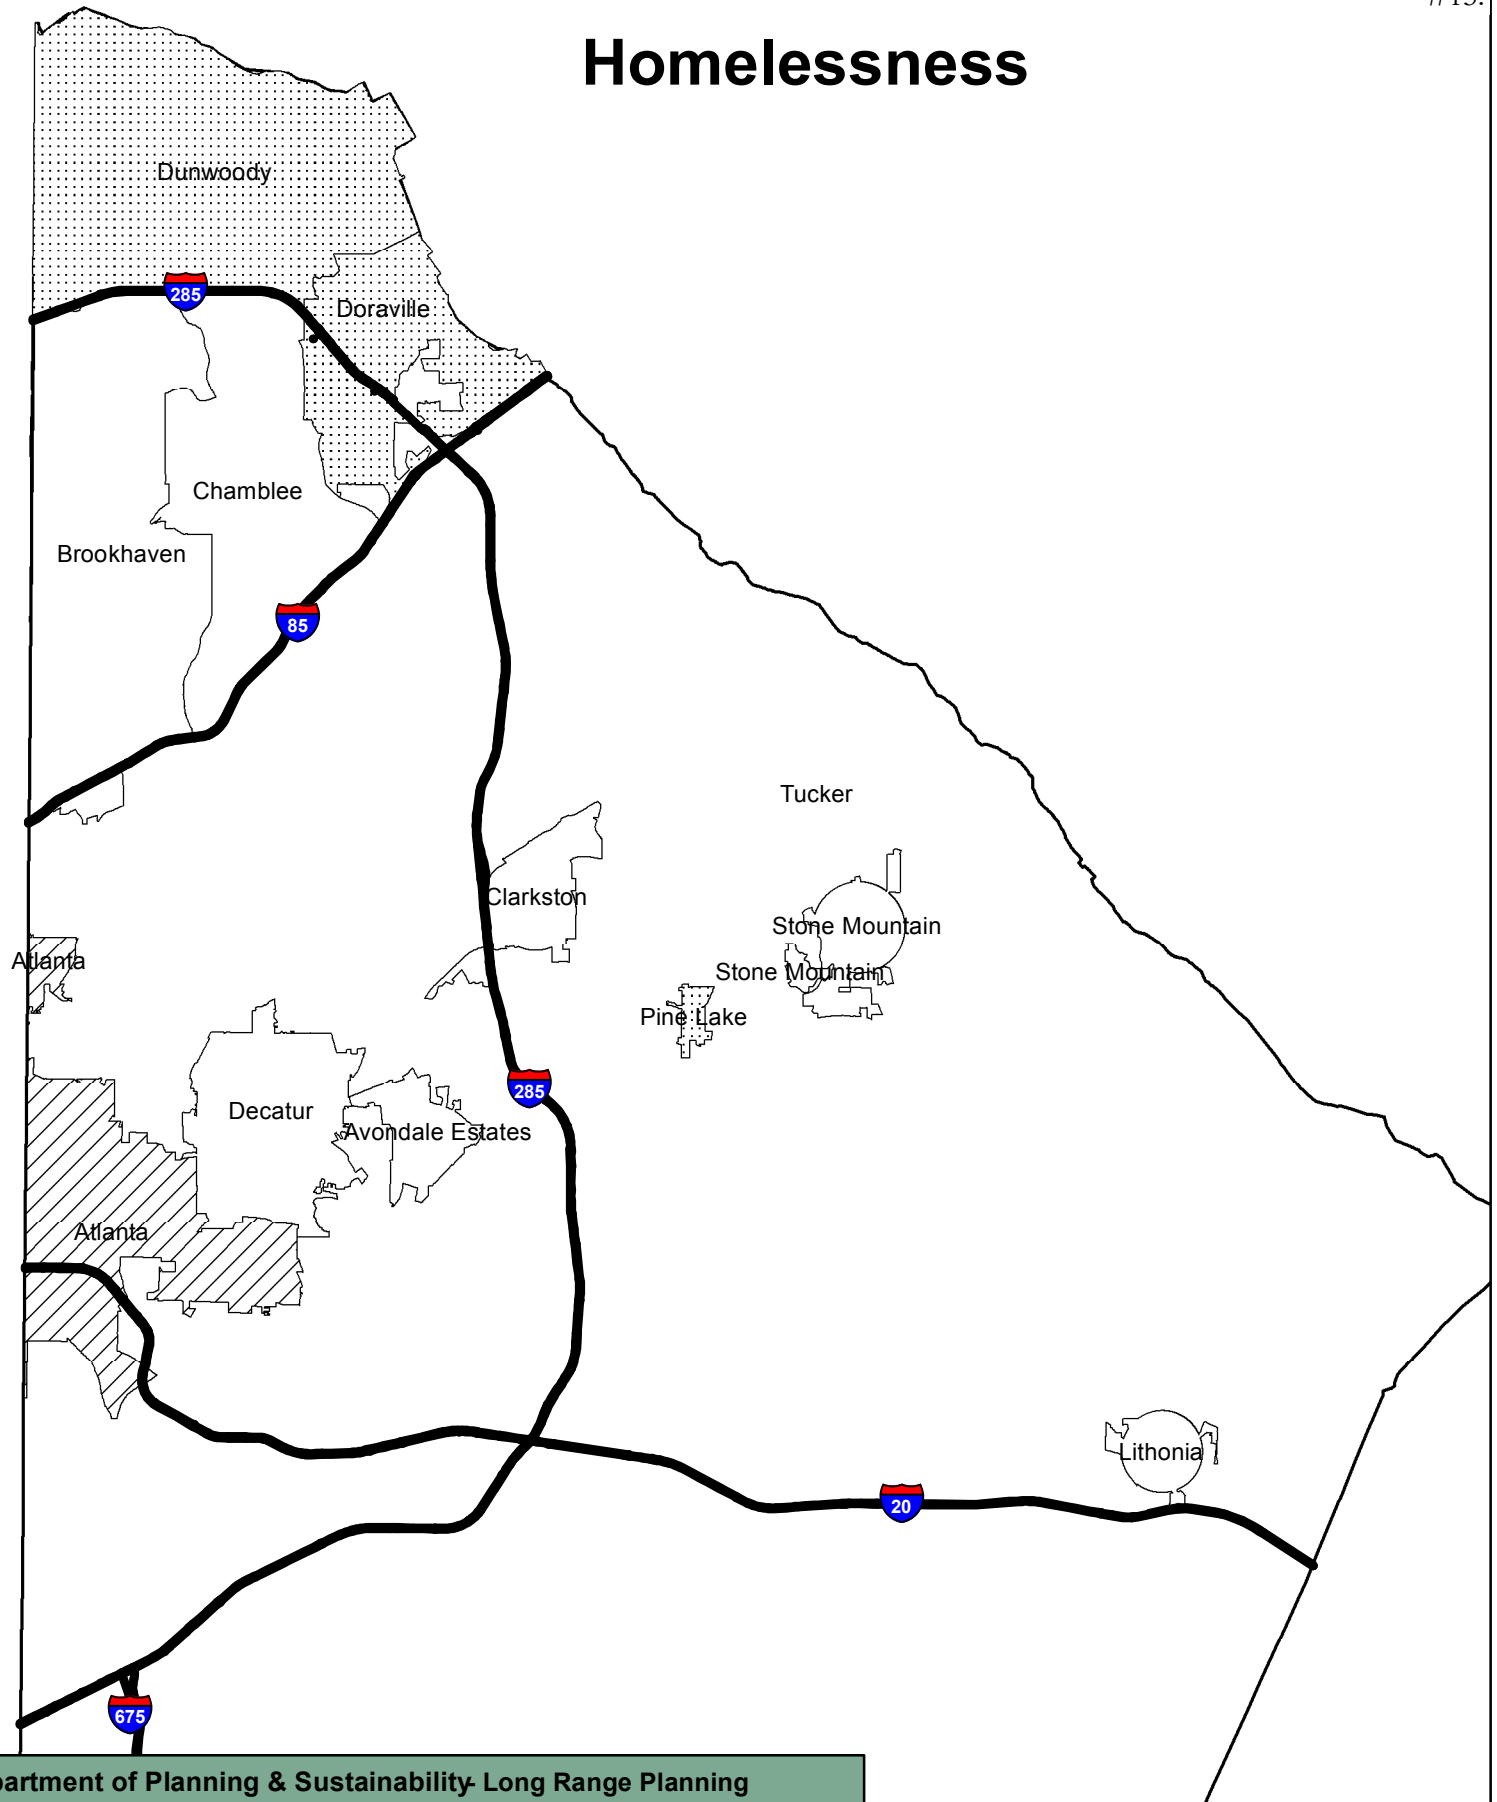 Homelessness
Dunwoody
285
Doraville
Chamblee
Brookhaven
85
Tucker
Clarkston
Stone Mountain
Atlanta
Stone Mountain
Pine Lake
285
Decatur
Avondale Estates
Atlanta
Lithonia
20
675
partment of Planning & Sustainability- Long Range Planning